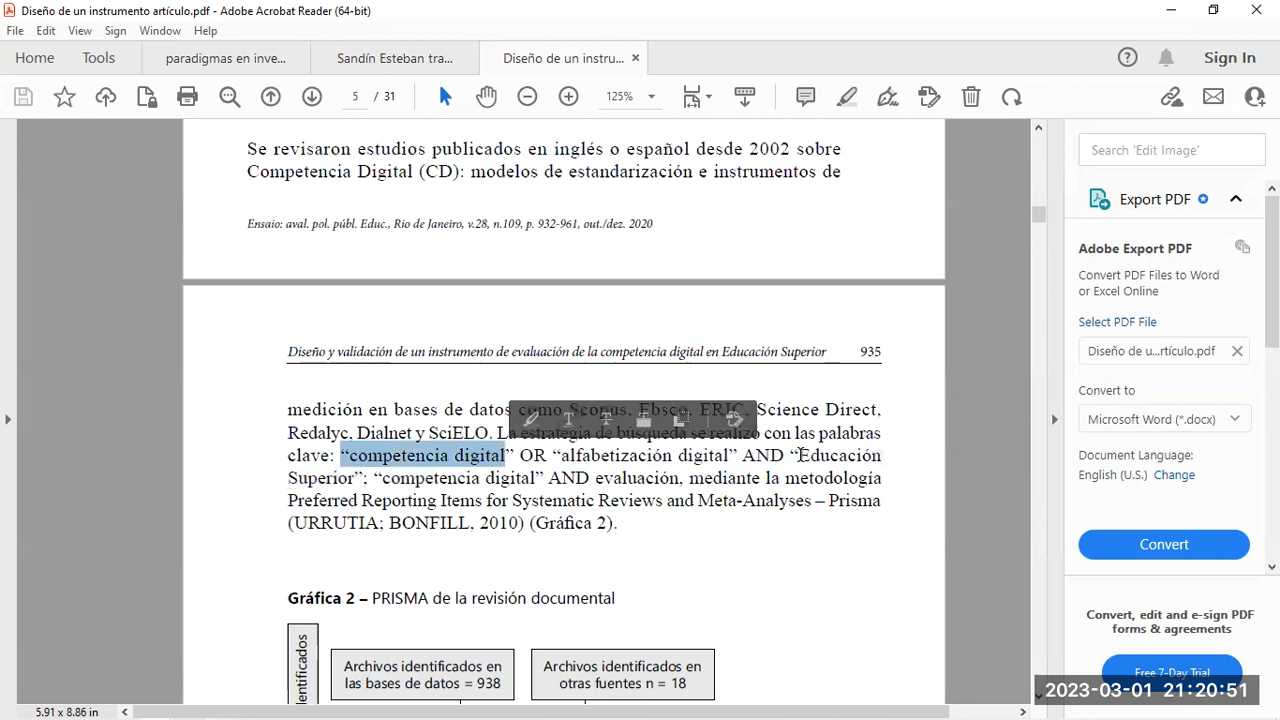 Diseño de un instrumento artículo.pdf - Adobe Acrobat Reader (64-bit)
File Edit View Sign Window Help
Home Tools paradigmas en inve... Sandín Esteban tra... Diseño de un instru... × Sign In
5 / 31 125%
Se revisaron estudios publicados en inglés o español desde 2002 sobre
Competencia Digital (CD): modelos de estandarización e instrumentos de
Ensaio: aval. pol. públ. Educ., Rio de Janeiro, v.28, n.109, p. 932-961, out./dez. 2020
Diseño y validación de un instrumento de evaluación de la competencia digital en Educación Superior 935
medición en bases de datos como Scopus, Ebsco, ERIC, Science Direct,
Redalyc, Dialnet y SciELO. La estrategia de búsqueda se realizó con las palabras
clave: “competencia digital” OR “alfabetización digital” AND “Educación
Superior”; “competencia digital” AND evaluación, mediante la metodología
Preferred Reporting Items for Systematic Reviews and Meta-Analyses – Prisma
(URRUTIA; BONFILL, 2010) (Gráfica 2).
Gráfica 2 – PRISMA de la revisión documental
Archivos identificados en
las bases de datos = 938
Archivos identificados en
otras fuentes n = 18
5.91 x 8.86 in
Search 'Edit Image'
Export PDF
Adobe Export PDF
Convert PDF Files to Word
or Excel Online
Select PDF File
Diseño de u...rtículo.pdf
Convert to
Microsoft Word (*.docx)
Document Language:
English (U.S.) Change
Convert
Convert, edit and e-sign PDF
forms & agreements
Free 7-Day Trial
2023-03-01 21:20:51